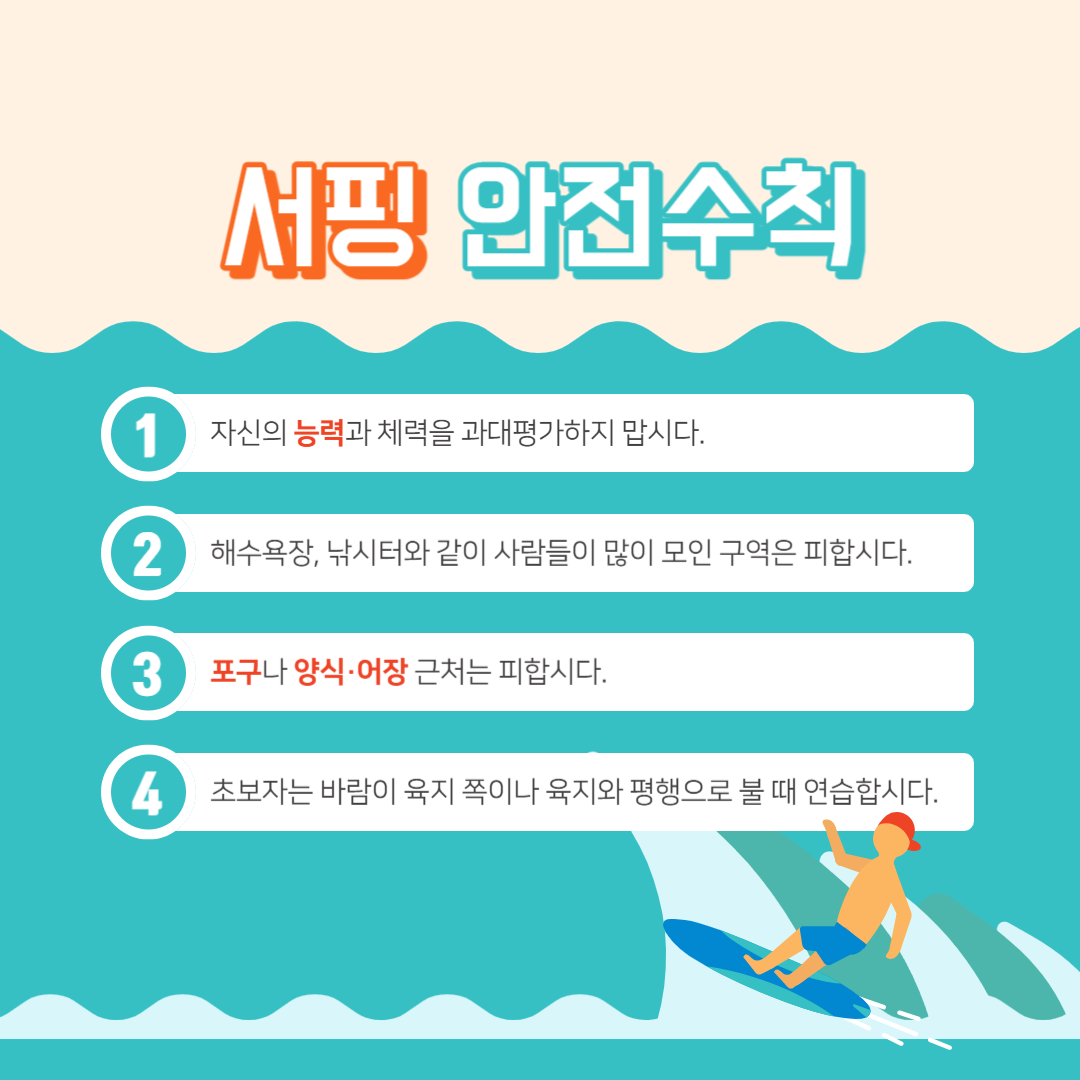 서핑 안전수칙
1 자신의 능력과 체력을 과대평가하지 맙시다.
2 해수욕장, 낚시터와 같이 사람들이 많이 모인 구역은 피합시다.
3 포구나 양식·어장 근처는 피합시다.
4 초보자는 바람이 육지 쪽이나 육지와 평행으로 불 때 연습합시다.